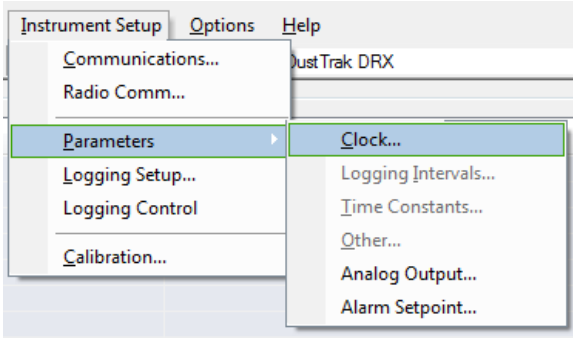 Instrument Setup Options Help
Communications...
DustTrak DRX
Radio Comm...
Parameters
Clock...
Logging Setup...
Logging Intervals...
Logging Control
Time Constants...
Other...
Calibration...
Analog Output...
Alarm Setpoint...